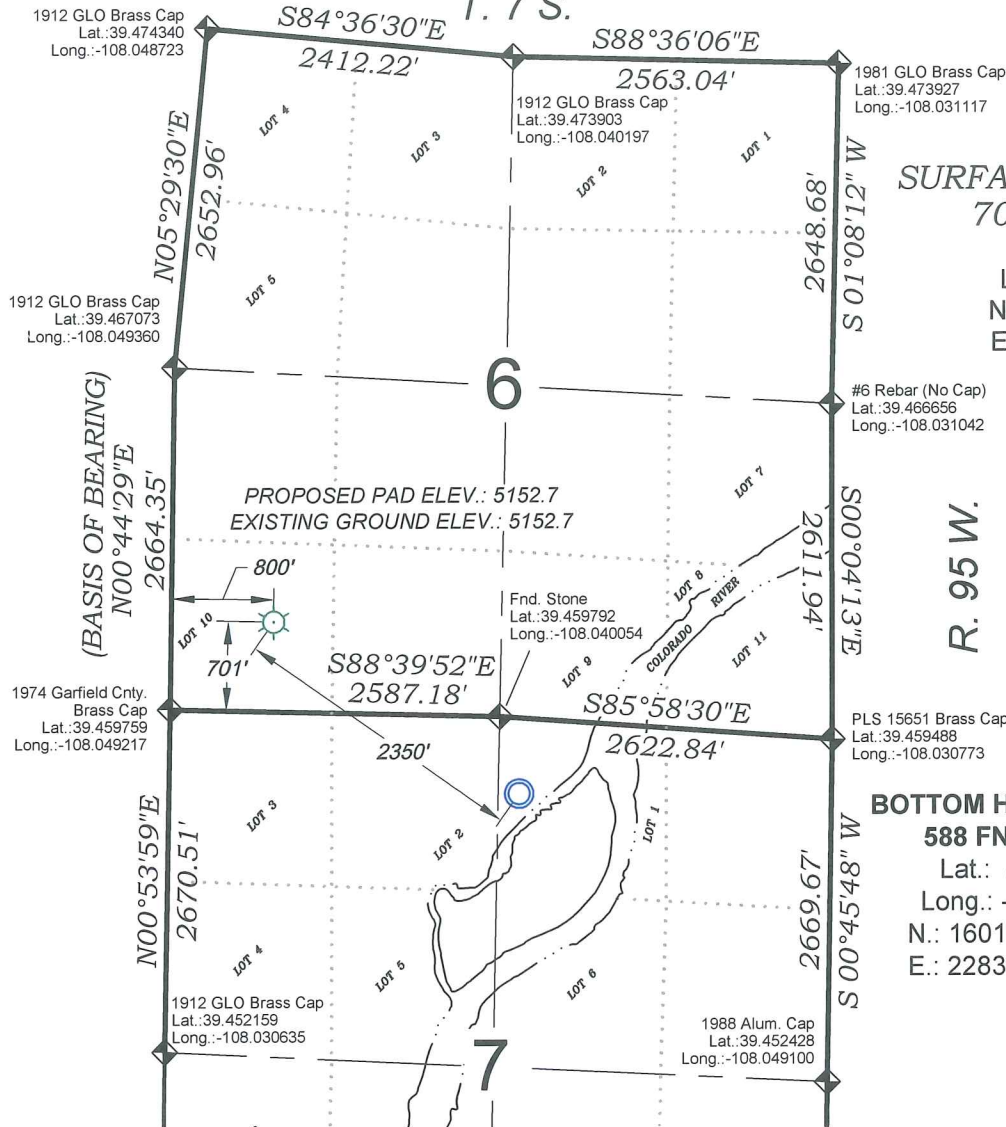 T. 7 S.
1912 GLO Brass Cap
Lat.:39.474340
Long.:-108.048723
S84°36'30"E
2412.22'
S88°36'06"E
2563.04'
1912 GLO Brass Cap
Lat.:39.473903
Long.:-108.040197
1981 GLO Brass Cap
Lat.:39.473927
Long.:-108.031117
LOT 4
LOT 3
LOT 2
LOT 1
N05°29'30"E
2652.96'
2648.68'
S 01°08'12" W
SURFA
70
L
N
E
LOT 5
1912 GLO Brass Cap
Lat.:39.467073
Long.:-108.049360
6
#6 Rebar (No Cap)
Lat.:39.466656
Long.:-108.031042
(BASIS OF BEARING)
N00°44'29"E
2664.35'
PROPOSED PAD ELEV.: 5152.7
EXISTING GROUND ELEV.: 5152.7
LOT 7
2611.94'
S00°04'13"E
R. 95 W.
800'
LOT 8
COLORADO RIVER
LOT 10
701'
Fnd. Stone
Lat.:39.459792
Long.:-108.040054
LOT 9
LOT 11
S88°39'52"E
2587.18'
S85°58'30"E
2622.84'
1974 Garfield Cnty.
Brass Cap
Lat.:39.459759
Long.:-108.049217
PLS 15651 Brass Cap
Lat.:39.459488
Long.:-108.030773
2350'
N00°53'59"E
2670.51'
LOT 3
LOT 2
LOT 1
2669.67'
S 00°45'48" W
BOTTOM H
588 FN
Lat.:
Long.: -
N.: 1601
E.: 2283
LOT 4
LOT 5
LOT 6
1912 GLO Brass Cap
Lat.:39.452159
Long.:-108.030635
7
1988 Alum. Cap
Lat.:39.452428
Long.:-108.049100